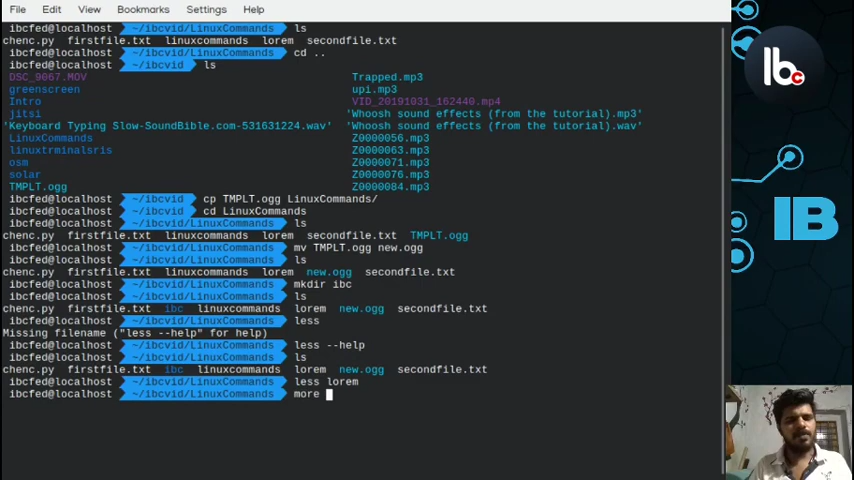 File Edit View Bookmarks Settings Help
ibcfed@localhost ~/ibcvid/LinuxCommands ls
chenc.py firstfile.txt linuxcommands lorem secondfile.txt
ibcfed@localhost ~/ibcvid/LinuxCommands cd ..
ibcfed@localhost ~/ibcvid ls
DSC_9067.MOV Trapped.mp3
greenscreen upi.mp3
Intro VID_20191031_162440.mp4
jitsi 'Whoosh sound effects (from the tutorial).mp3'
'Keyboard Typing Slow-SoundBible.com-531631224.wav' 'Whoosh sound effects (from the tutorial).wav'
LinuxCommands Z0000056.mp3
linuxtrm1nalsris Z0000063.mp3
osm Z0000071.mp3
solar Z0000076.mp3
TMPLT.ogg Z0000084.mp3
ibcfed@localhost ~/ibcvid cp TMPLT.ogg LinuxCommands/
ibcfed@localhost ~/ibcvid cd LinuxCommands
ibcfed@localhost ~/ibcvid/LinuxCommands ls
chenc.py firstfile.txt linuxcommands lorem secondfile.txt TMPLT.ogg
ibcfed@localhost ~/ibcvid/LinuxCommands mv TMPLT.ogg new.ogg
ibcfed@localhost ~/ibcvid/LinuxCommands ls
chenc.py firstfile.txt linuxcommands lorem new.ogg secondfile.txt
ibcfed@localhost ~/ibcvid/LinuxCommands mkdir ibc
ibcfed@localhost ~/ibcvid/LinuxCommands ls
chenc.py firstfile.txt ibc linuxcommands lorem new.ogg secondfile.txt
ibcfed@localhost ~/ibcvid/LinuxCommands less
Missing filename ("less --help" for help)
ibcfed@localhost ~/ibcvid/LinuxCommands less --help
ibcfed@localhost ~/ibcvid/LinuxCommands ls
chenc.py firstfile.txt ibc linuxcommands lorem new.ogg secondfile.txt
ibcfed@localhost ~/ibcvid/LinuxCommands less lorem
ibcfed@localhost ~/ibcvid/LinuxCommands more
Ibc
IB